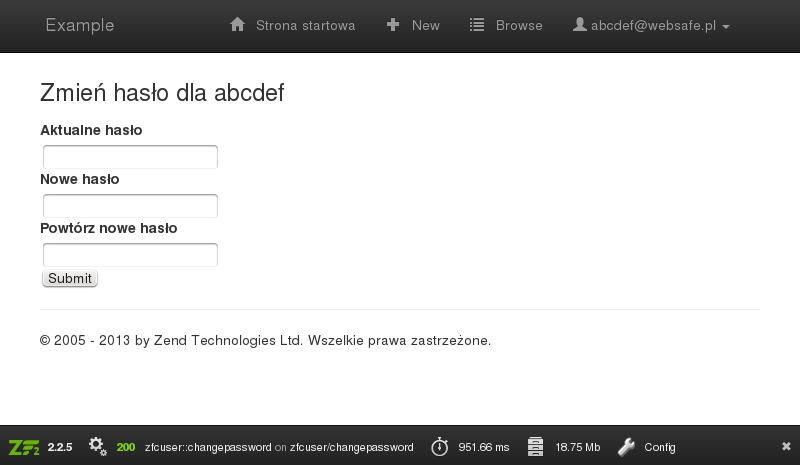 Example Strona startowa New Browse abcdef@websafe.pl
Zmień hasło dla abcdef
Aktualne hasło
Nowe hasło
Powtórz nowe hasło
Submit
© 2005 - 2013 by Zend Technologies Ltd. Wszelkie prawa zastrzeżone.
ZF2 2.2.5 200 zfcuser::changepassword on zfcuser/changepassword 951.66 ms 18.75 Mb Config